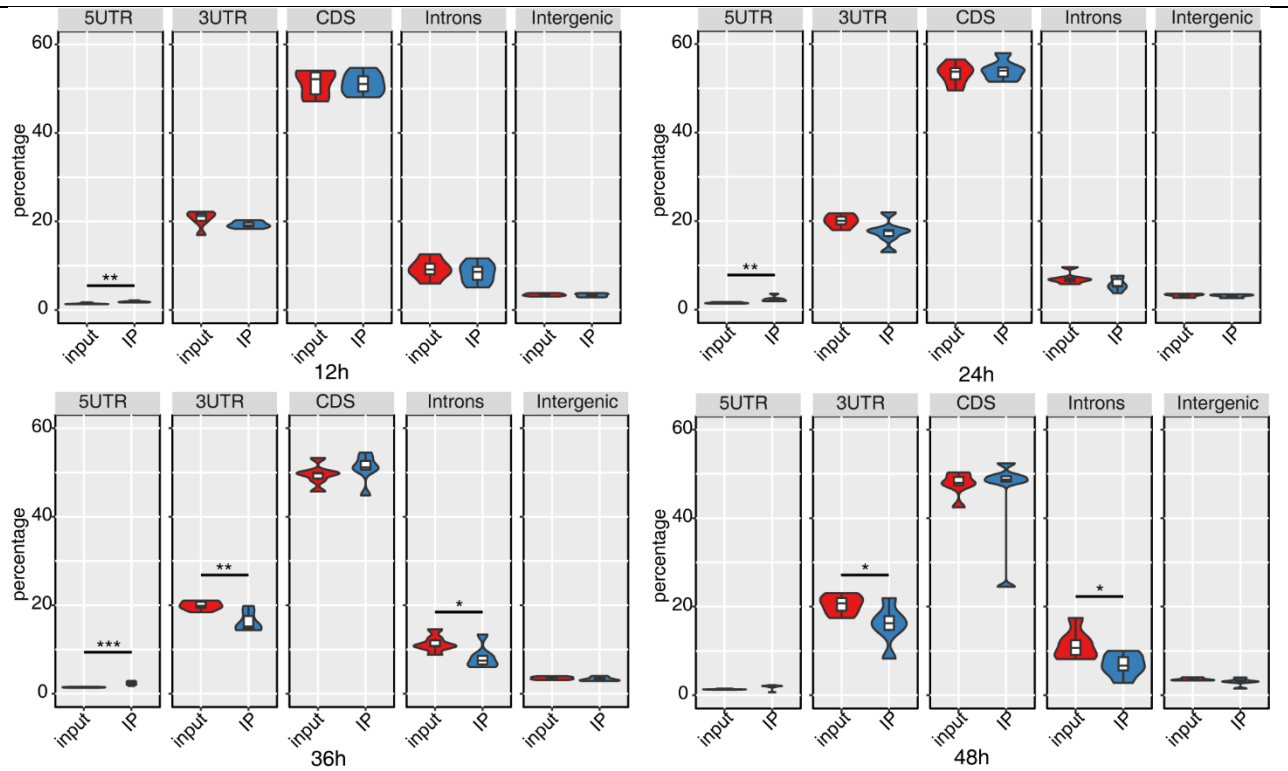 5UTR 3UTR CDS Introns Intergenic
percentage
60
40
20
0
**
input IP input IP input IP input IP input IP
12h
5UTR 3UTR CDS Introns Intergenic
percentage
60
40
20
0
**
input IP input IP input IP input IP input IP
24h
5UTR 3UTR CDS Introns Intergenic
percentage
60
40
20
0
***
**
*
input IP input IP input IP input IP input IP
36h
5UTR 3UTR CDS Introns Intergenic
percentage
60
40
20
0
*
*
input IP input IP input IP input IP input IP
48h